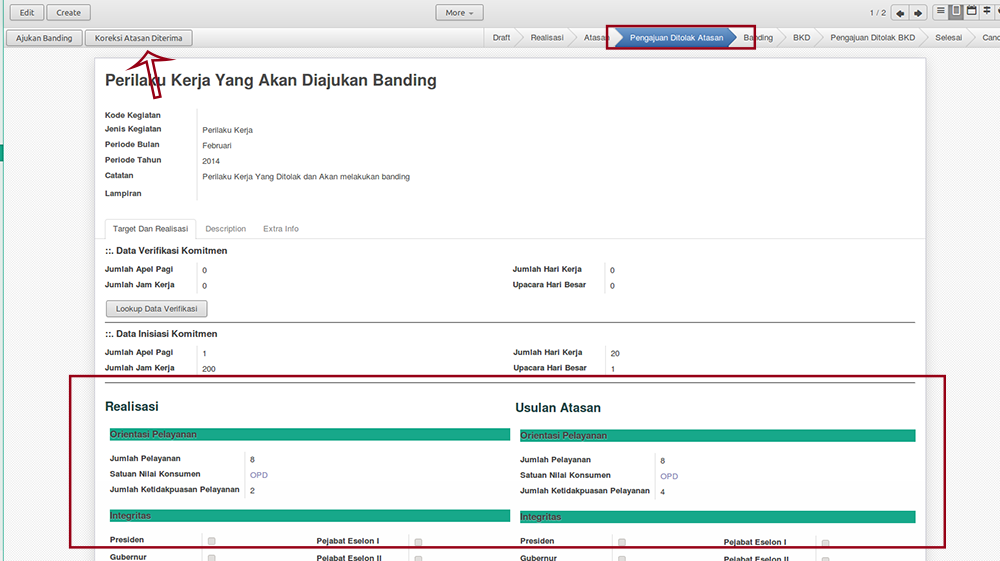 Edit Create More 1 / 2
Ajukan Banding Koreksi Atasan Diterima Draft Realisasi Atasan Pengajuan Ditolak Atasan Banding BKD Pengajuan Ditolak BKD Selesai Canc
Perilaku Kerja Yang Akan Diajukan Banding
Kode Kegiatan
Jenis Kegiatan Perilaku Kerja
Periode Bulan Februari
Periode Tahun 2014
Catatan Perilaku Kerja Yang Ditolak dan Akan melakukan banding
Lampiran
Target Dan Realisasi Description Extra Info
::. Data Verifikasi Komitmen
Jumlah Apel Pagi 0 Jumlah Hari Kerja 0
Jumlah Jam Kerja 0 Upacara Hari Besar 0
Lookup Data Verifikasi
::. Data Inisiasi Komitmen
Jumlah Apel Pagi 1 Jumlah Hari Kerja 20
Jumlah Jam Kerja 200 Upacara Hari Besar 1
Realisasi Usulan Atasan
Orientasi Pelayanan Orientasi Pelayanan
Jumlah Pelayanan 8 Jumlah Pelayanan 8
Satuan Nilai Konsumen OPD Satuan Nilai Konsumen OPD
Jumlah Ketidakpuasan Pelayanan 2 Jumlah Ketidakpuasan Pelayanan 4
Integritas Integritas
Presiden Pejabat Eselon I Presiden Pejabat Eselon I
Gubernur Pejabat Eselon II Gubernur Pejabat Eselon II